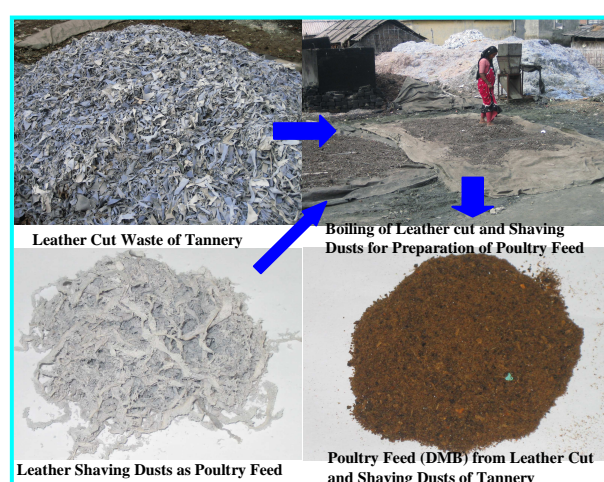 Leather Cut Waste of Tannery
Boiling of Leather cut and Shaving
Dusts for Preparation of Poultry Feed
Leather Shaving Dusts as Poultry Feed
Poultry Feed (DMB) from Leather Cut
and Shaving Dusts of Tannery